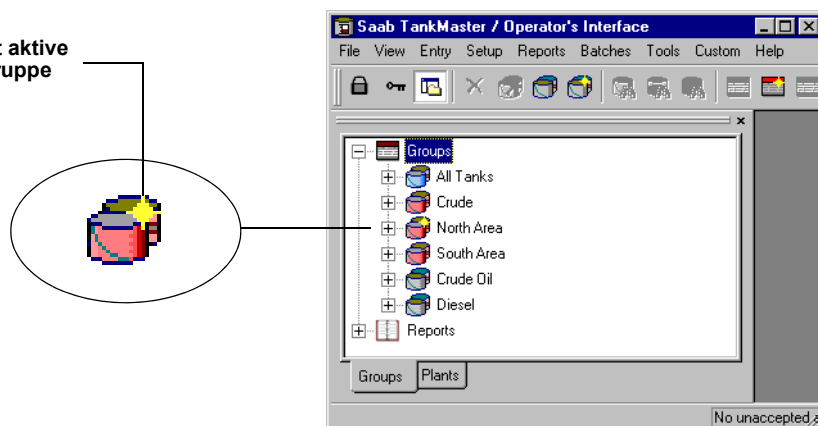 aktive
Saab TankMaster / Operator's Interface
File View Entry Setup Reports Batches Tools Custom Help
Groups
All Tanks
Crude
North Area
South Area
Crude Oil
Diesel
Reports
Groups Plants
No unaccepted